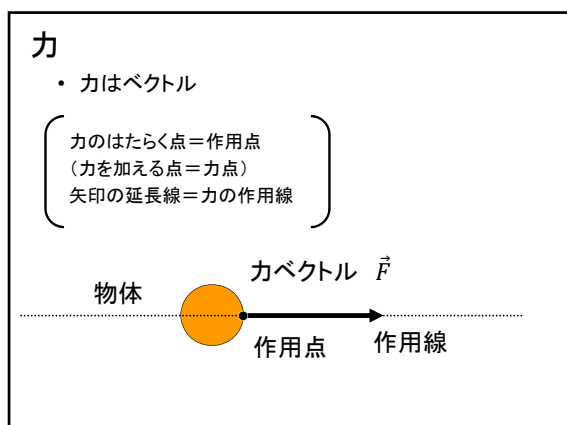 力
• 力はベクトル
力のはたらく点＝作用点
（力を加える点＝力点）
矢印の延長線＝力の作用線
力ベクトル $\vec{F}$
物体
作用点
作用線